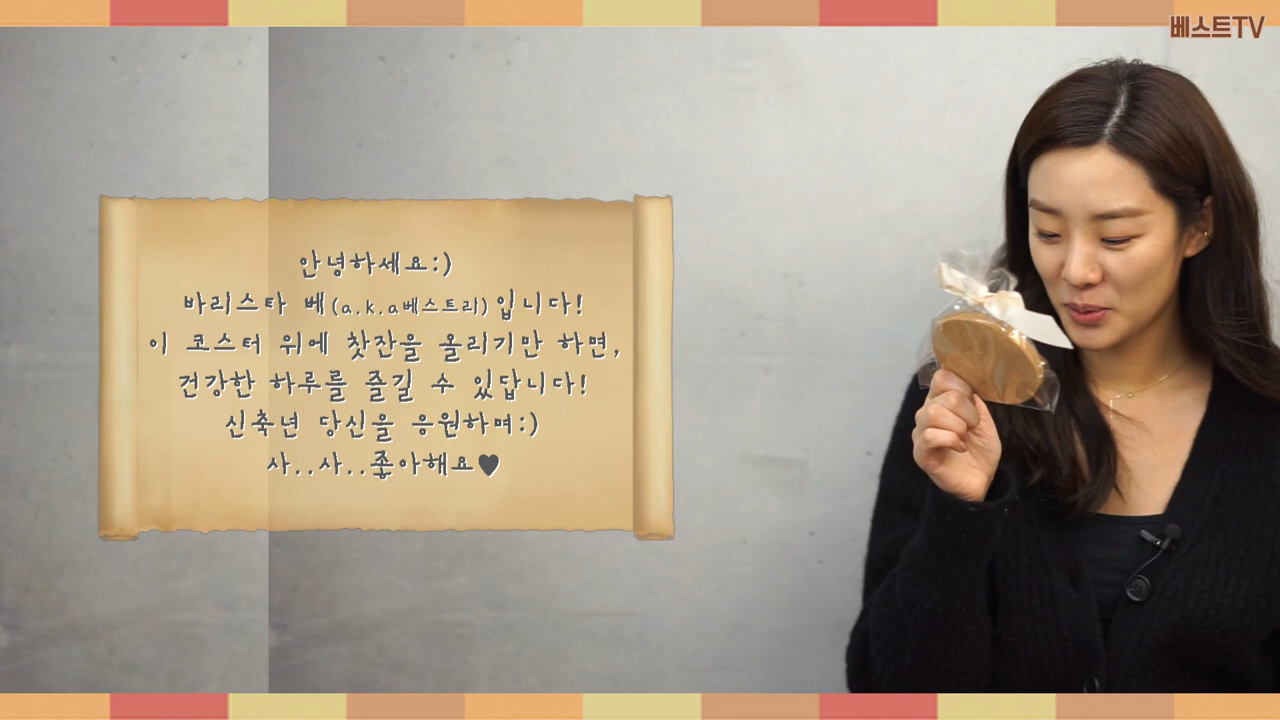 베스트TV
안녕하세요:)
바리스타 베(a.k.a베스트리)입니다!
이 코스터 위에 찻잔을 올리기만 하면,
건강한 하루를 즐길 수 있답니다!
신축년 당신을 응원하며:)
사..사..좋아해요♥